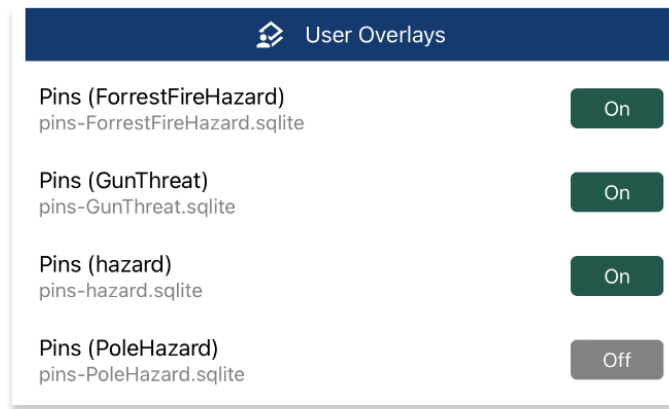 User Overlays
Pins (ForrestFireHazard)
pins-ForrestFireHazard.sqlite
On
Pins (GunThreat)
pins-GunThreat.sqlite
On
Pins (hazard)
pins-hazard.sqlite
On
Pins (PoleHazard)
pins-PoleHazard.sqlite
Off